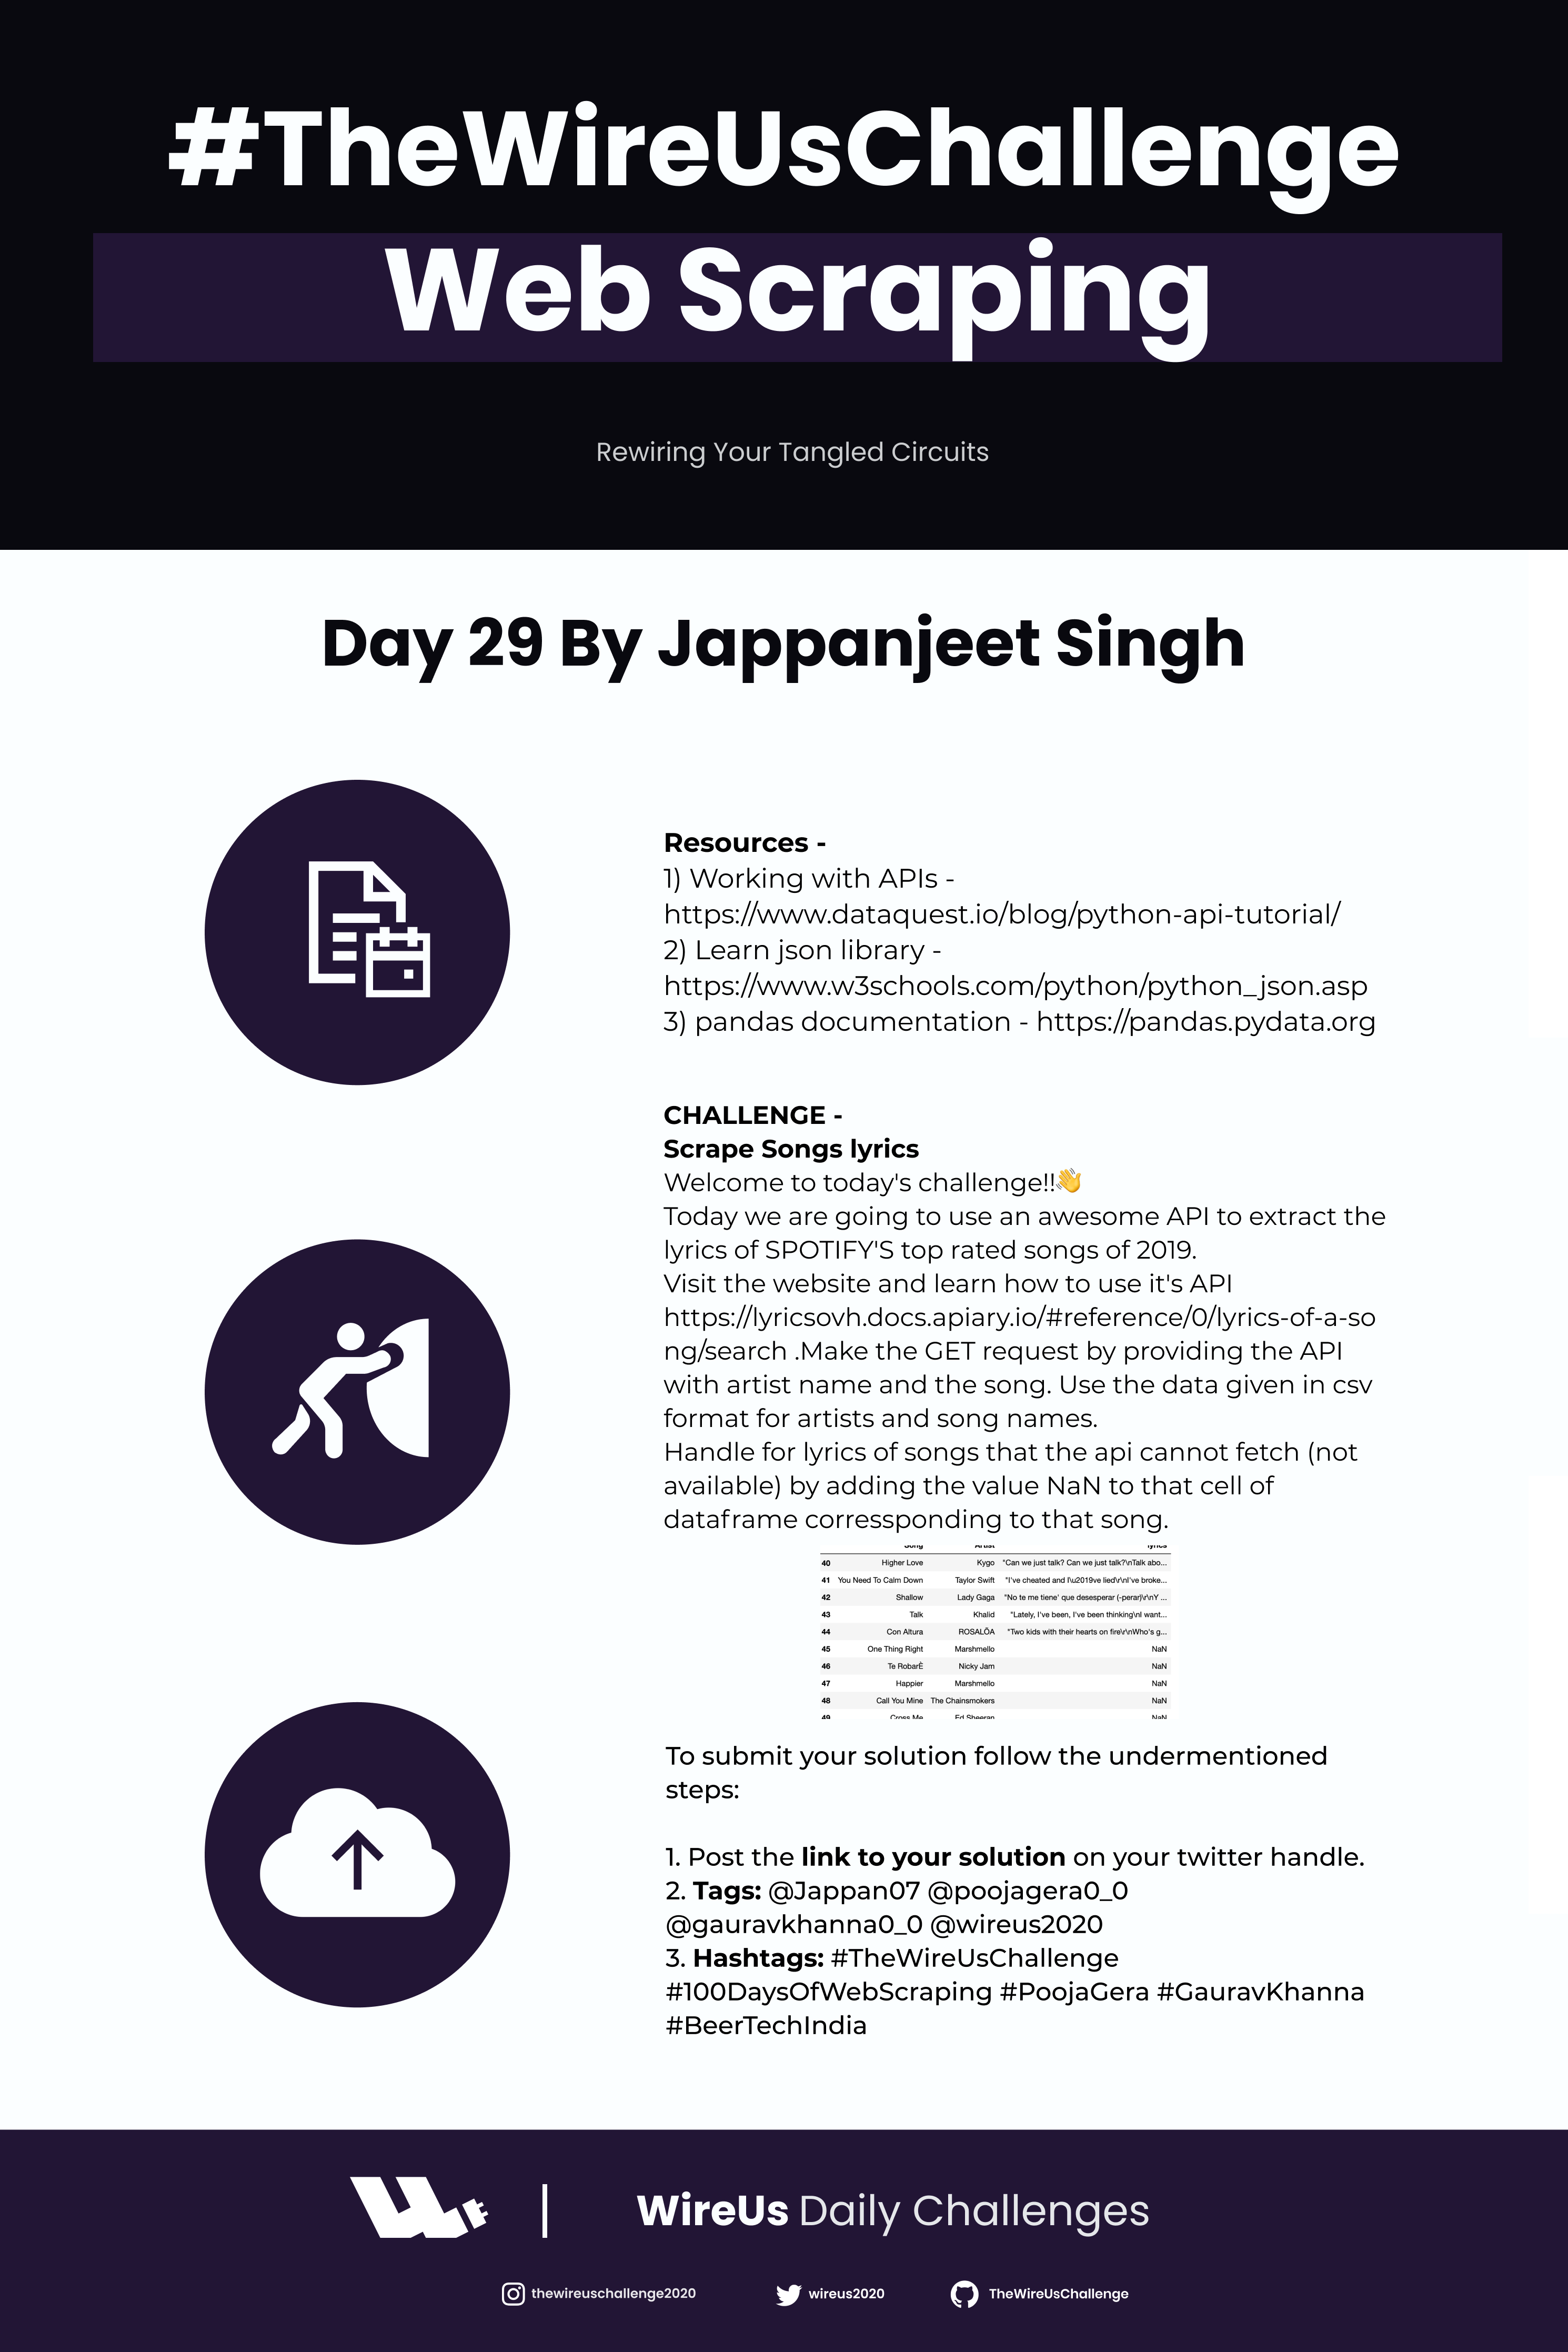 #TheWireUsChallenge
Web Scraping
Rewiring Your Tangled Circuits
Day 29 By Jappanjeet Singh
Resources -
1) Working with APIs -
https://www.dataquest.io/blog/python-api-tutorial/
2) Learn json library -
https://www.w3schools.com/python/python_json.asp
3) pandas documentation - https://pandas.pydata.org
CHALLENGE -
Scrape Songs lyrics
Welcome to today's challenge!!👋
Today we are going to use an awesome API to extract the
lyrics of SPOTIFY'S top rated songs of 2019.
Visit the website and learn how to use it's API
https://lyricsovh.docs.apiary.io/#reference/0/lyrics-of-a-so
ng/search .Make the GET request by providing the API
with artist name and the song. Use the data given in csv
format for artists and song names.
Handle for lyrics of songs that the api cannot fetch (not
available) by adding the value NaN to that cell of
dataframe corressponding to that song.
Song Artist lyrics
40 Higher Love Kygo "Can we just talk? Can we just talk?\nTalk abo...
41 You Need To Calm Down Taylor Swift "I've cheated and I\u2019ve lied\r\nI've broke...
42 Shallow Lady Gaga "No te me tiene' que desesperar (-perar)\r\nY ...
43 Talk Khalid "Lately, I've been, I've been thinking\nI want...
44 Con Altura ROSALÕA "Two kids with their hearts on fire\r\nWho's g...
45 One Thing Right Marshmello NaN
46 Te RobarÈ Nicky Jam NaN
47 Happier Marshmello NaN
48 Call You Mine The Chainsmokers NaN
49 Cross Me Ed Sheeran NaN
To submit your solution follow the undermentioned
steps:
1. Post the link to your solution on your twitter handle.
2. Tags: @Jappan07 @poojagera0_0
@gauravkhanna0_0 @wireus2020
3. Hashtags: #TheWireUsChallenge
#100DaysOfWebScraping #PoojaGera #GauravKhanna
#BeerTechIndia
WireUs Daily Challenges
thewireuschallenge2020 wireus2020 TheWireUsChallenge